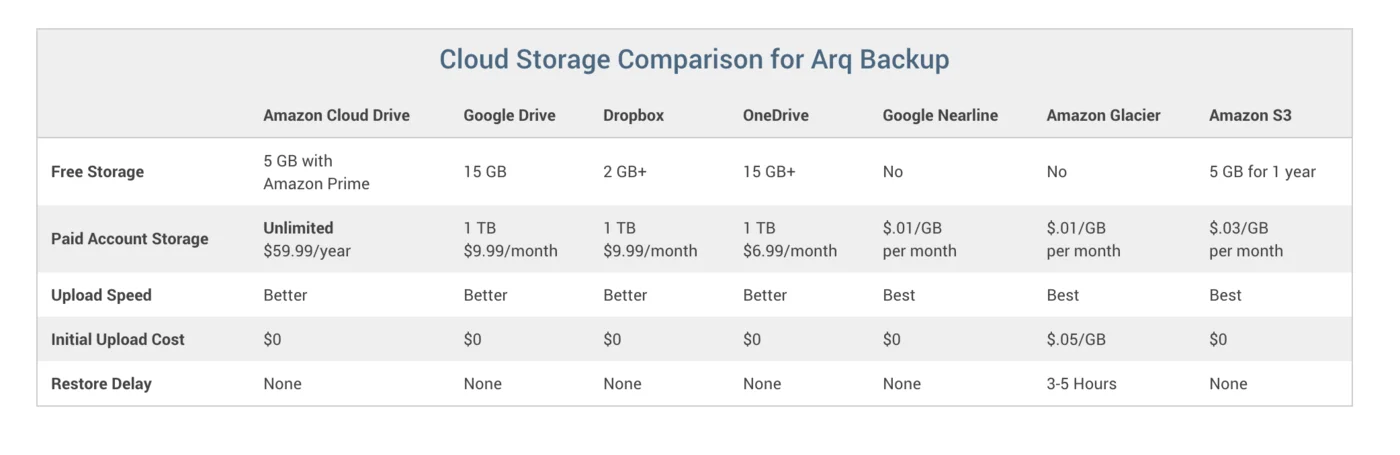 Cloud Storage Comparison for Arq Backup
Amazon Cloud Drive Google Drive Dropbox OneDrive Google Nearline Amazon Glacier Amazon S3
Free Storage 5 GB with Amazon Prime 15 GB 2 GB+ 15 GB+ No No 5 GB for 1 year
Paid Account Storage Unlimited $59.99/year 1 TB $9.99/month 1 TB $9.99/month 1 TB $6.99/month $.01/GB per month $.01/GB per month $.03/GB per month
Upload Speed Better Better Better Better Best Best Best
Initial Upload Cost $0 $0 $0 $0 $0 $.05/GB $0
Restore Delay None None None None None 3-5 Hours None